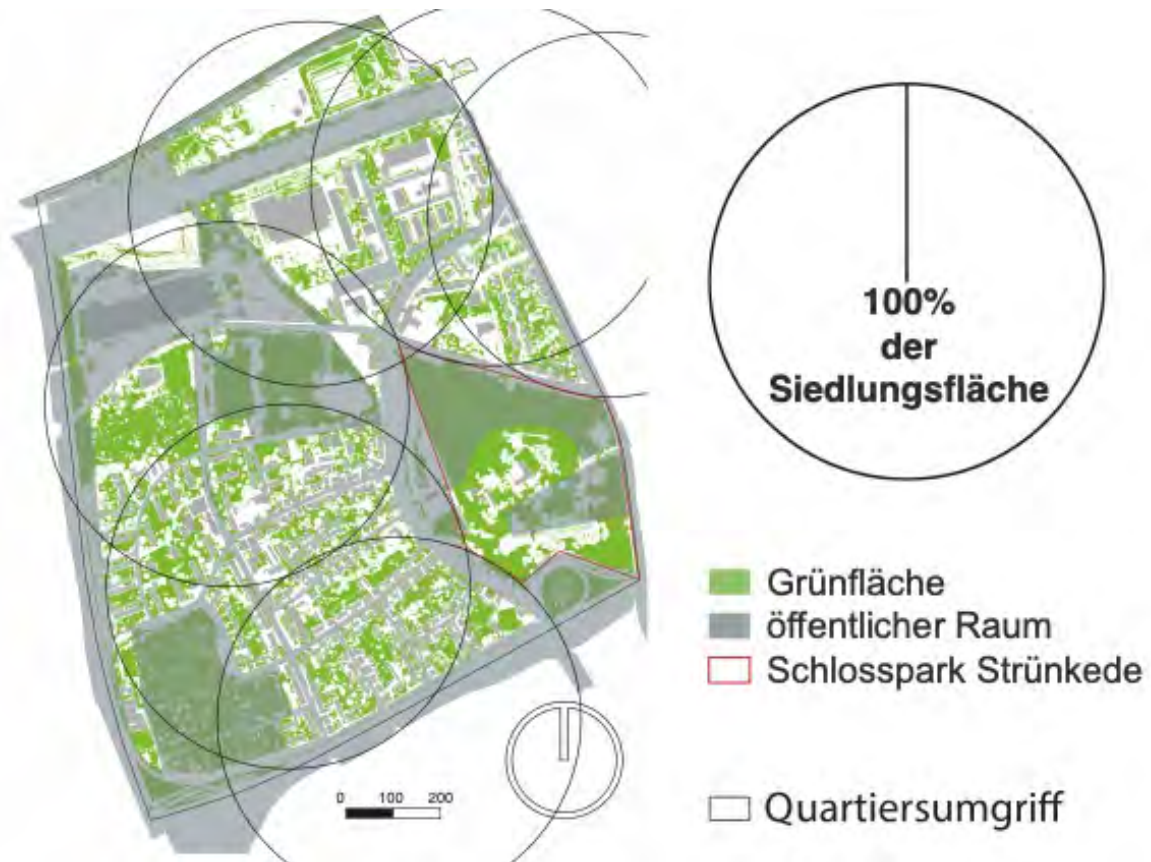 100%
der
Siedlungsfläche
Grünfläche
öffentlicher Raum
Schlosspark Strünkede
Quartiersumgriff
0 100 200